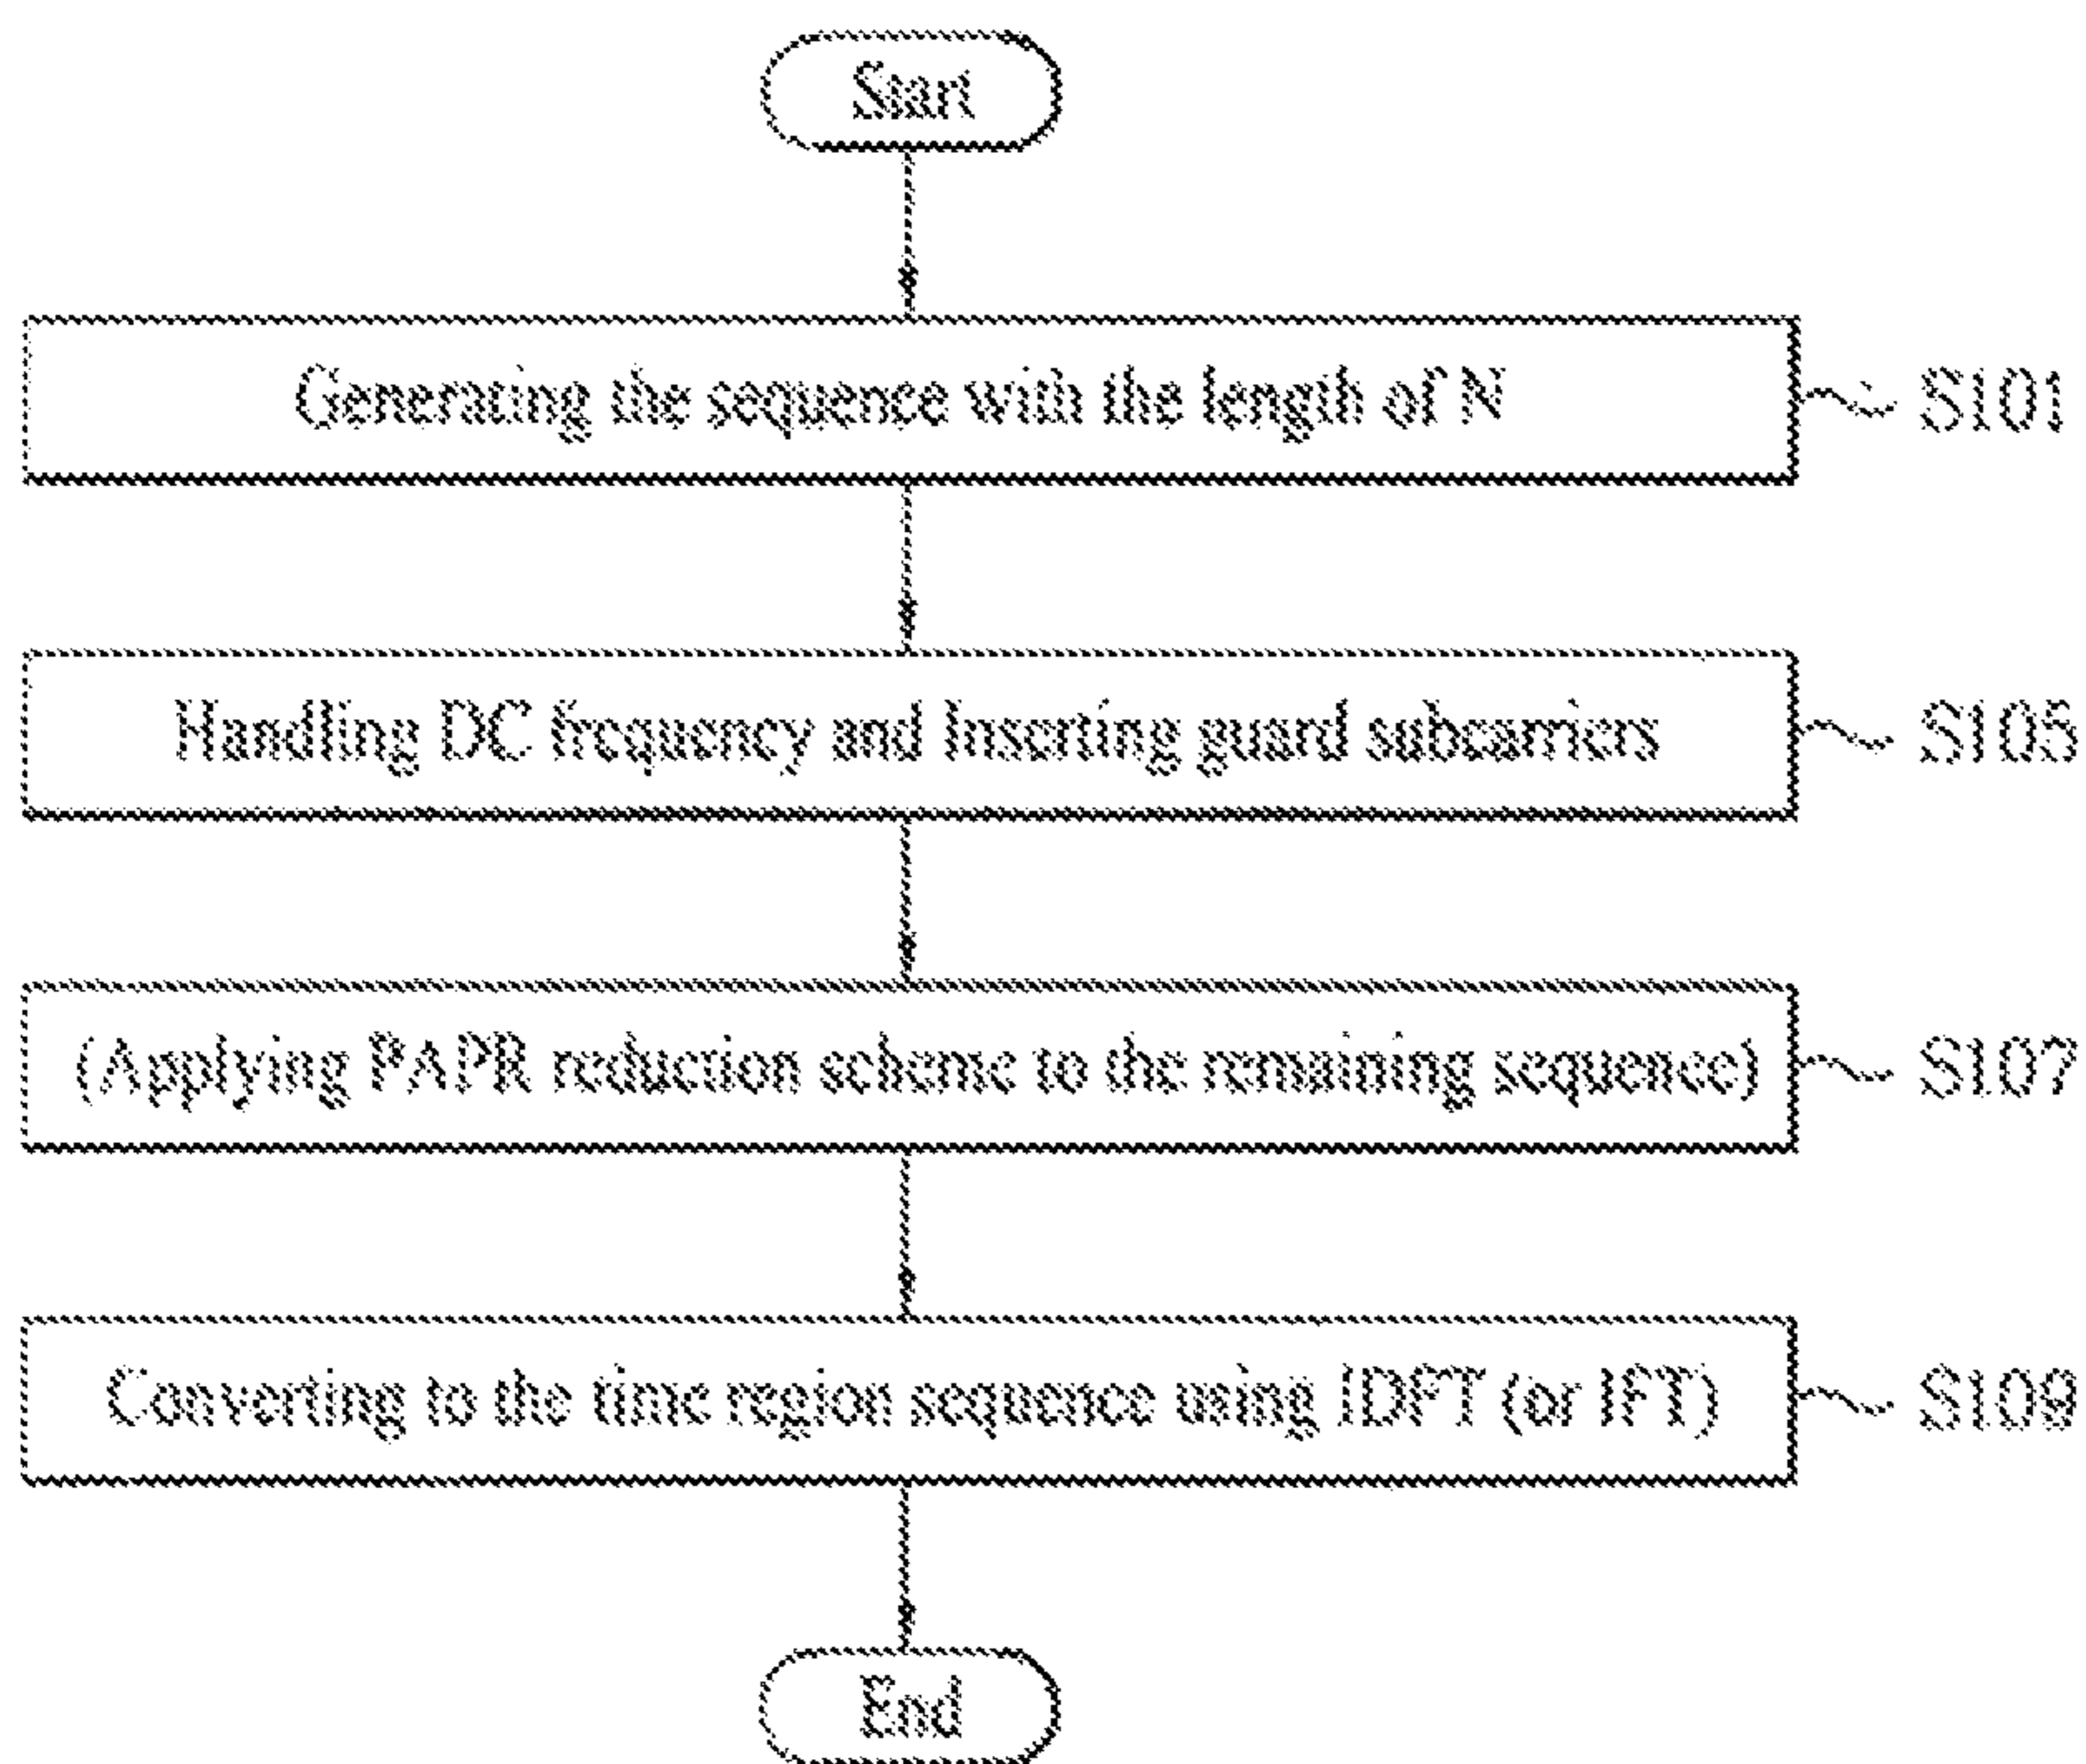 Start
Generating the sequence with the length of N
S101
Handling DC frequency and Inserting guard subcarriers
S105
(Applying PAPR reduction scheme to the remaining sequence)
S107
Converting to the time region sequence using IDFT (or IFT)
S109
End